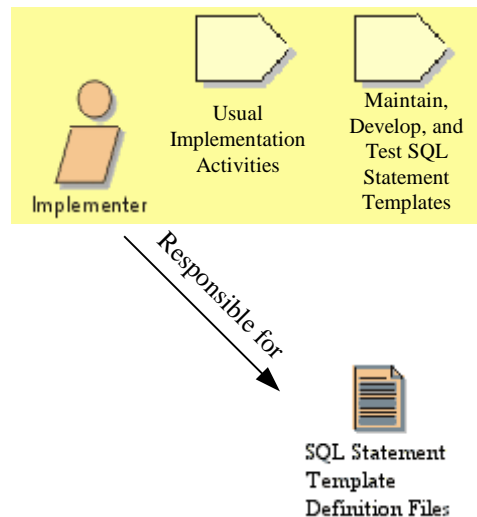 Usual
Implementation
Activities
Maintain,
Develop, and
Test SQL
Statement
Templates
Implementer
Responsible for
SQL Statement
Template
Definition Files